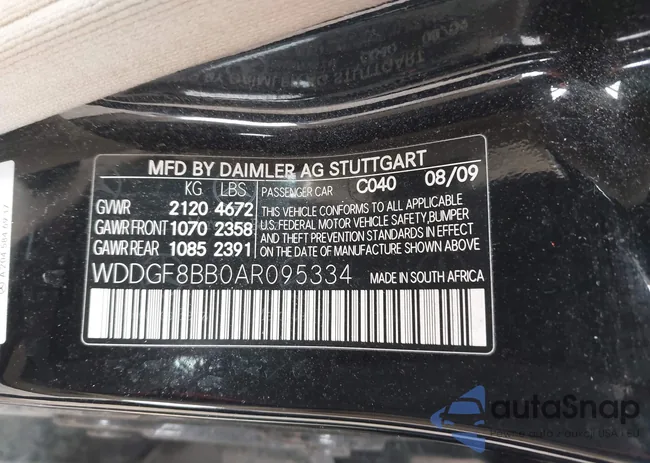 MFD BY DAIMLER AG STUTTGART
KG LBS PASSENGER CAR C040 08/09
GVWR 2120 4672 THIS VEHICLE CONFORMS TO ALL APPLICABLE
GAWR FRONT 1070 2358 U.S. FEDERAL MOTOR VEHICLE SAFETY, BUMPER
AND THEFT PREVENTION STANDARDS IN EFFECT
GAWR REAR 1085 2391 ON THE DATE OF MANUFACTURE SHOWN ABOVE.
WDDGF8BB0AR095334 MADE IN SOUTH AFRICA
autaSnap